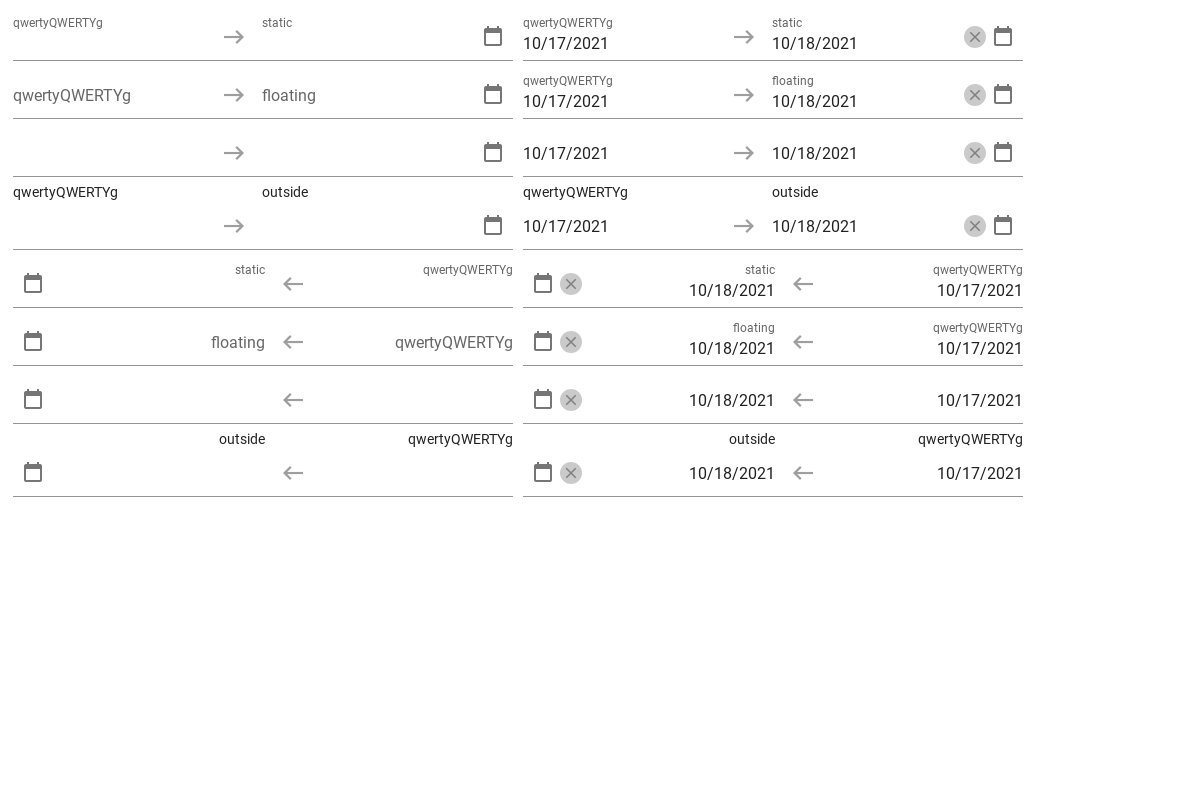 qwertyQWERTYg static qwertyQWERTYg static
10/17/2021 10/18/2021
qwertyQWERTYg floating
qwertyQWERTYg floating 10/17/2021 10/18/2021
10/17/2021 10/18/2021
qwertyQWERTYg outside qwertyQWERTYg outside
10/17/2021 10/18/2021
static qwertyQWERTYg static qwertyQWERTYg
10/18/2021 10/17/2021
floating qwertyQWERTYg
floating qwertyQWERTYg 10/18/2021 10/17/2021
10/18/2021 10/17/2021
outside qwertyQWERTYg outside qwertyQWERTYg
10/18/2021 10/17/2021